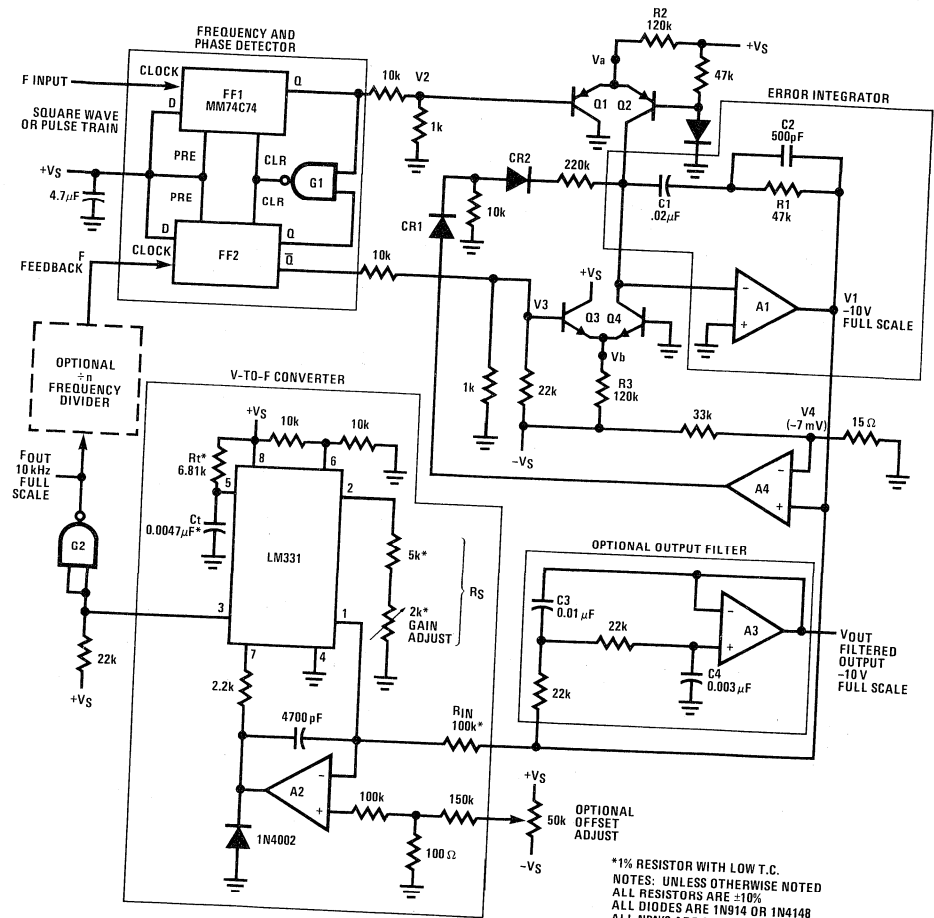 FREQUENCY AND
PHASE DETECTOR
F INPUT
CLOCK
D
FF1
MM74C74
Q
SQUARE WAVE
OR PULSE TRAIN
PRE
CLR
G1
+VS
4.7µF
PRE
CLR
D
CLOCK
FF2
Q
Q̅
F
FEEDBACK
10k
V2
1k
R2
120k
+VS
Va
47k
Q1
Q2
ERROR INTEGRATOR
C2
500pF
CR2
220k
C1
.02µF
R1
47k
CR1
10k
10k
+VS
V3
Q3
Q4
Vb
A1
−
+
V1
−10V
FULL SCALE
1k
22k
R3
120k
−VS
33k
V4
(−7 mV)
15Ω
A4
−
+
OPTIONAL
÷n
FREQUENCY
DIVIDER
V-TO-F CONVERTER
+VS
10k
10k
Rt*
6.81k
8
6
5
2
Ct
0.0047µF*
LM331
5k*
RS
2k*
GAIN
ADJUST
FOUT
10 kHz
FULL
SCALE
G2
3
1
7
4
22k
+VS
2.2k
4700 pF
RIN
100k*
A2
−
+
100k
150k
100Ω
1N4002
OPTIONAL OUTPUT FILTER
C3
0.01 µF
22k
A3
−
+
C4
0.003µF
22k
VOUT
FILTERED
OUTPUT
−10 V
FULL SCALE
+VS
50k
−VS
OPTIONAL
OFFSET
ADJUST
*1% RESISTOR WITH LOW T.C.
NOTES: UNLESS OTHERWISE NOTED
ALL RESISTORS ARE ±10%
ALL DIODES ARE 1N914 OR 1N4148